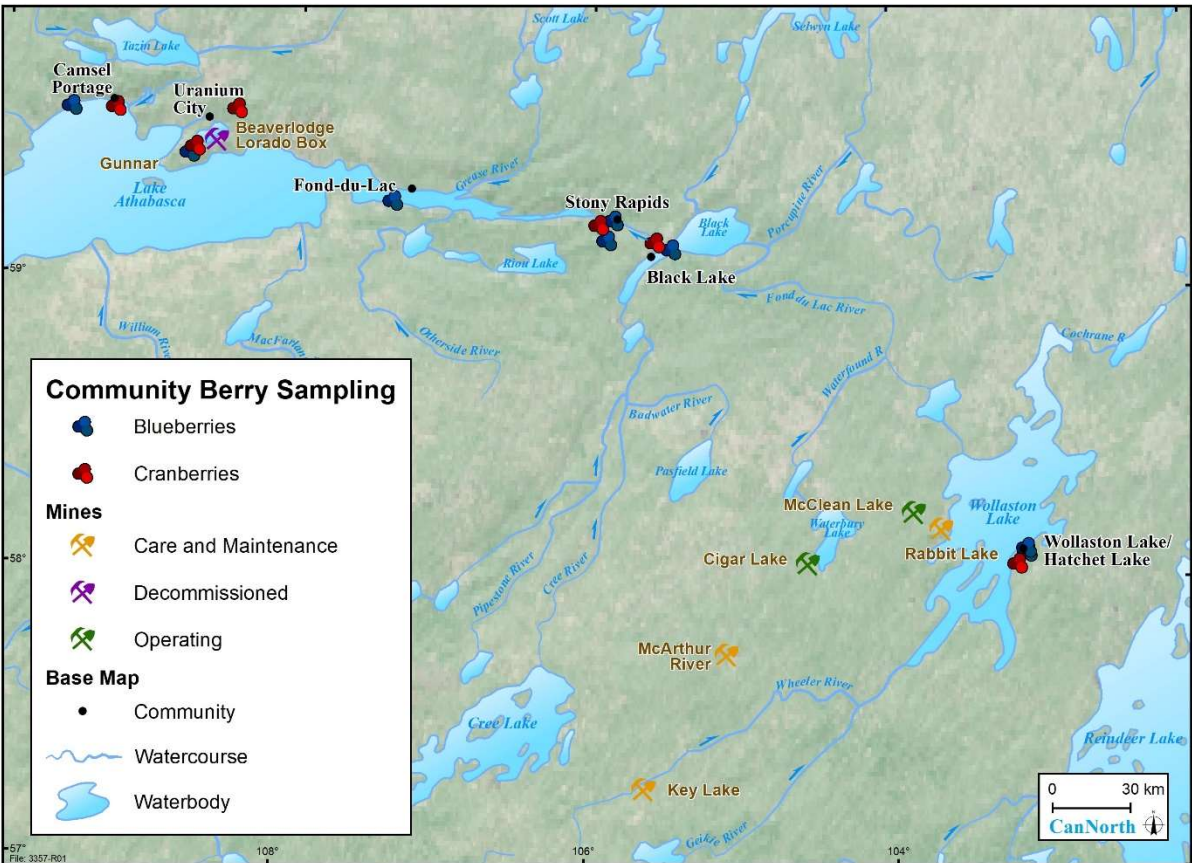 Scott Lake
Selwyn Lake
Tazin Lake
Camsel
Portage
Uranium
City
Beaverlodge
Lorado Box
Gunnar
Lake
Athabasca
Fond-du-Lac
Grease River
Stony Rapids
Black
Lake
Porcupine River
Riou Lake
Black Lake
59°
Fond du Lac River
William River
MacFarlan
Otherside River
Cochrane R
Waterfound R
Badwater River
Pasfield Lake
McClean Lake
Waterbury
Lake
Wollaston
Lake
Rabbit Lake
Wollaston Lake/
Hatchet Lake
Cigar Lake
58°
Pipestone River
Cree River
McArthur
River
Wheeler River
Cree Lake
Reindeer Lake
Key Lake
Geikie River
Community Berry Sampling
Blueberries
Cranberries
Mines
Care and Maintenance
Decommissioned
Operating
Base Map
Community
Watercourse
Waterbody
0 30 km
CanNorth
57°
File: 3357-R01
108°
106°
104°